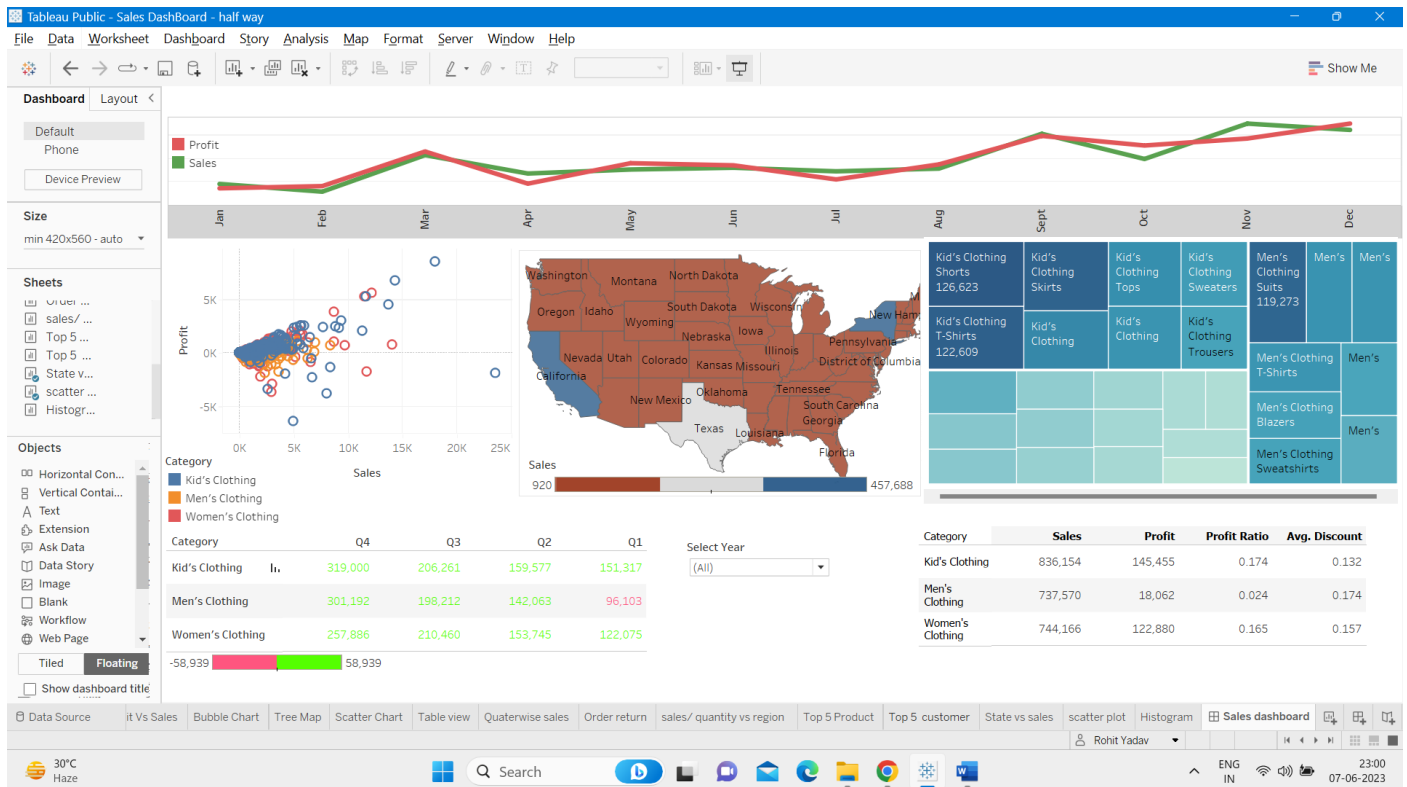 Tableau Public - Sales DashBoard - half way
File Data Worksheet Dashboard Story Analysis Map Format Server Window Help
Show Me
Dashboard Layout
Default
Phone
Device Preview
Size
min 420x560 - auto
Sheets
Order ...
sales/ ...
Top 5 ...
Top 5 ...
State v...
scatter ...
Histogr...
Objects
Horizontal Con...
Vertical Contai...
Text
Extension
Ask Data
Data Story
Image
Blank
Workflow
Web Page
Tiled Floating
Show dashboard title
Profit
Sales
Jan Feb Mar Apr May Jun Jul Aug Sept Oct Nov Dec
Profit
5K
0K
-5K
0K 5K 10K 15K 20K 25K
Sales
Category
Kid's Clothing
Men's Clothing
Women's Clothing
Washington
Montana
North Dakota
Oregon
Idaho
South Dakota
Wisconsin
New Ham
Wyoming
Nebraska
Iowa
Pennsylvania
Nevada
Utah
Colorado
Kansas
Missouri
Illinois
District of Columbia
California
New Mexico
Oklahoma
Tennessee
South Carolina
Georgia
Texas
Louisiana
Florida
Sales
920 457,688
Kid's Clothing
Shorts
126,623
Kid's
Clothing
Skirts
Kid's
Clothing
Tops
Kid's
Clothing
Sweaters
Men's
Clothing
Suits
119,273
Men's
Men's
Kid's Clothing
T-Shirts
122,609
Kid's
Clothing
Kid's
Clothing
Kid's
Clothing
Trousers
Men's Clothing
T-Shirts
Men's
Men's Clothing
Blazers
Men's
Men's Clothing
Sweatshirts
Category Q4 Q3 Q2 Q1
Kid's Clothing 319,000 206,261 159,577 151,317
Men's Clothing 301,192 198,212 142,063 96,103
Women's Clothing 257,886 210,460 153,745 122,075
-58,939 58,939
Select Year
(All)
Category Sales Profit Profit Ratio Avg. Discount
Kid's Clothing 836,154 145,455 0.174 0.132
Men's
Clothing 737,570 18,062 0.024 0.174
Women's
Clothing 744,166 122,880 0.165 0.157
Data Source it Vs Sales Bubble Chart Tree Map Scatter Chart Table view Quaterwise sales Order return sales/ quantity vs region Top 5 Product Top 5 customer State vs sales scatter plot Histogram Sales dashboard
Rohit Yadav
30°C
Haze
Search
ENG
IN
23:00
07-06-2023